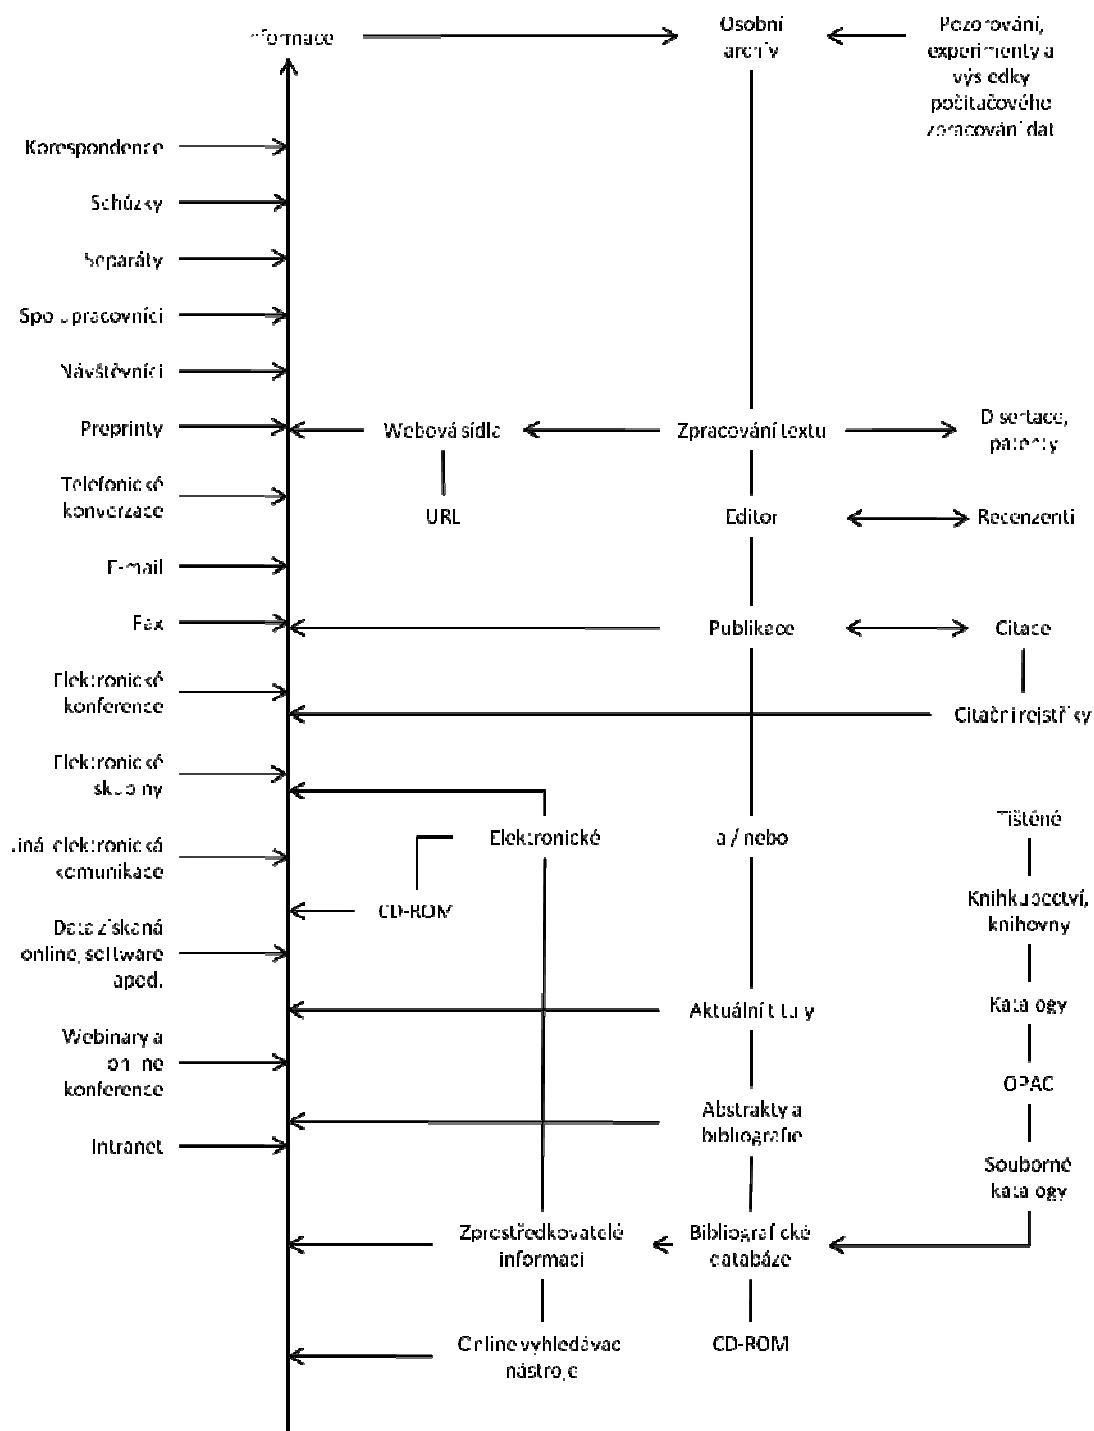 Informace
Osobní
archiv
Pozorování,
experimenty a
výsledky
počítačového
zpracování dat
Korespondence
Schůzky
Separáty
Spolupracovníci
Návštěvníci
Preprinty
Webová sídla
Zpracování textu
Disertace,
patenty
Telefonické
konverzace
URL
Editor
Recenzenti
E-mail
Fax
Publikace
Citace
Elektronické
konference
Citační rejstříky
Elektronické
skupiny
Elektronické
a / nebo
Tištěné
Jiná elektronická
komunikace
CD-ROM
Knihkupectví,
knihovny
Data získaná
online, software
apod.
Aktuální tituly
Katalogy
Webinary a
online
konference
OPAC
Abstrakty a
bibliografie
Intranet
Souborné
katalogy
Zprostředkovatelé
informací
Bibliografické
databáze
Online vyhledávací
nástroje
CD-ROM